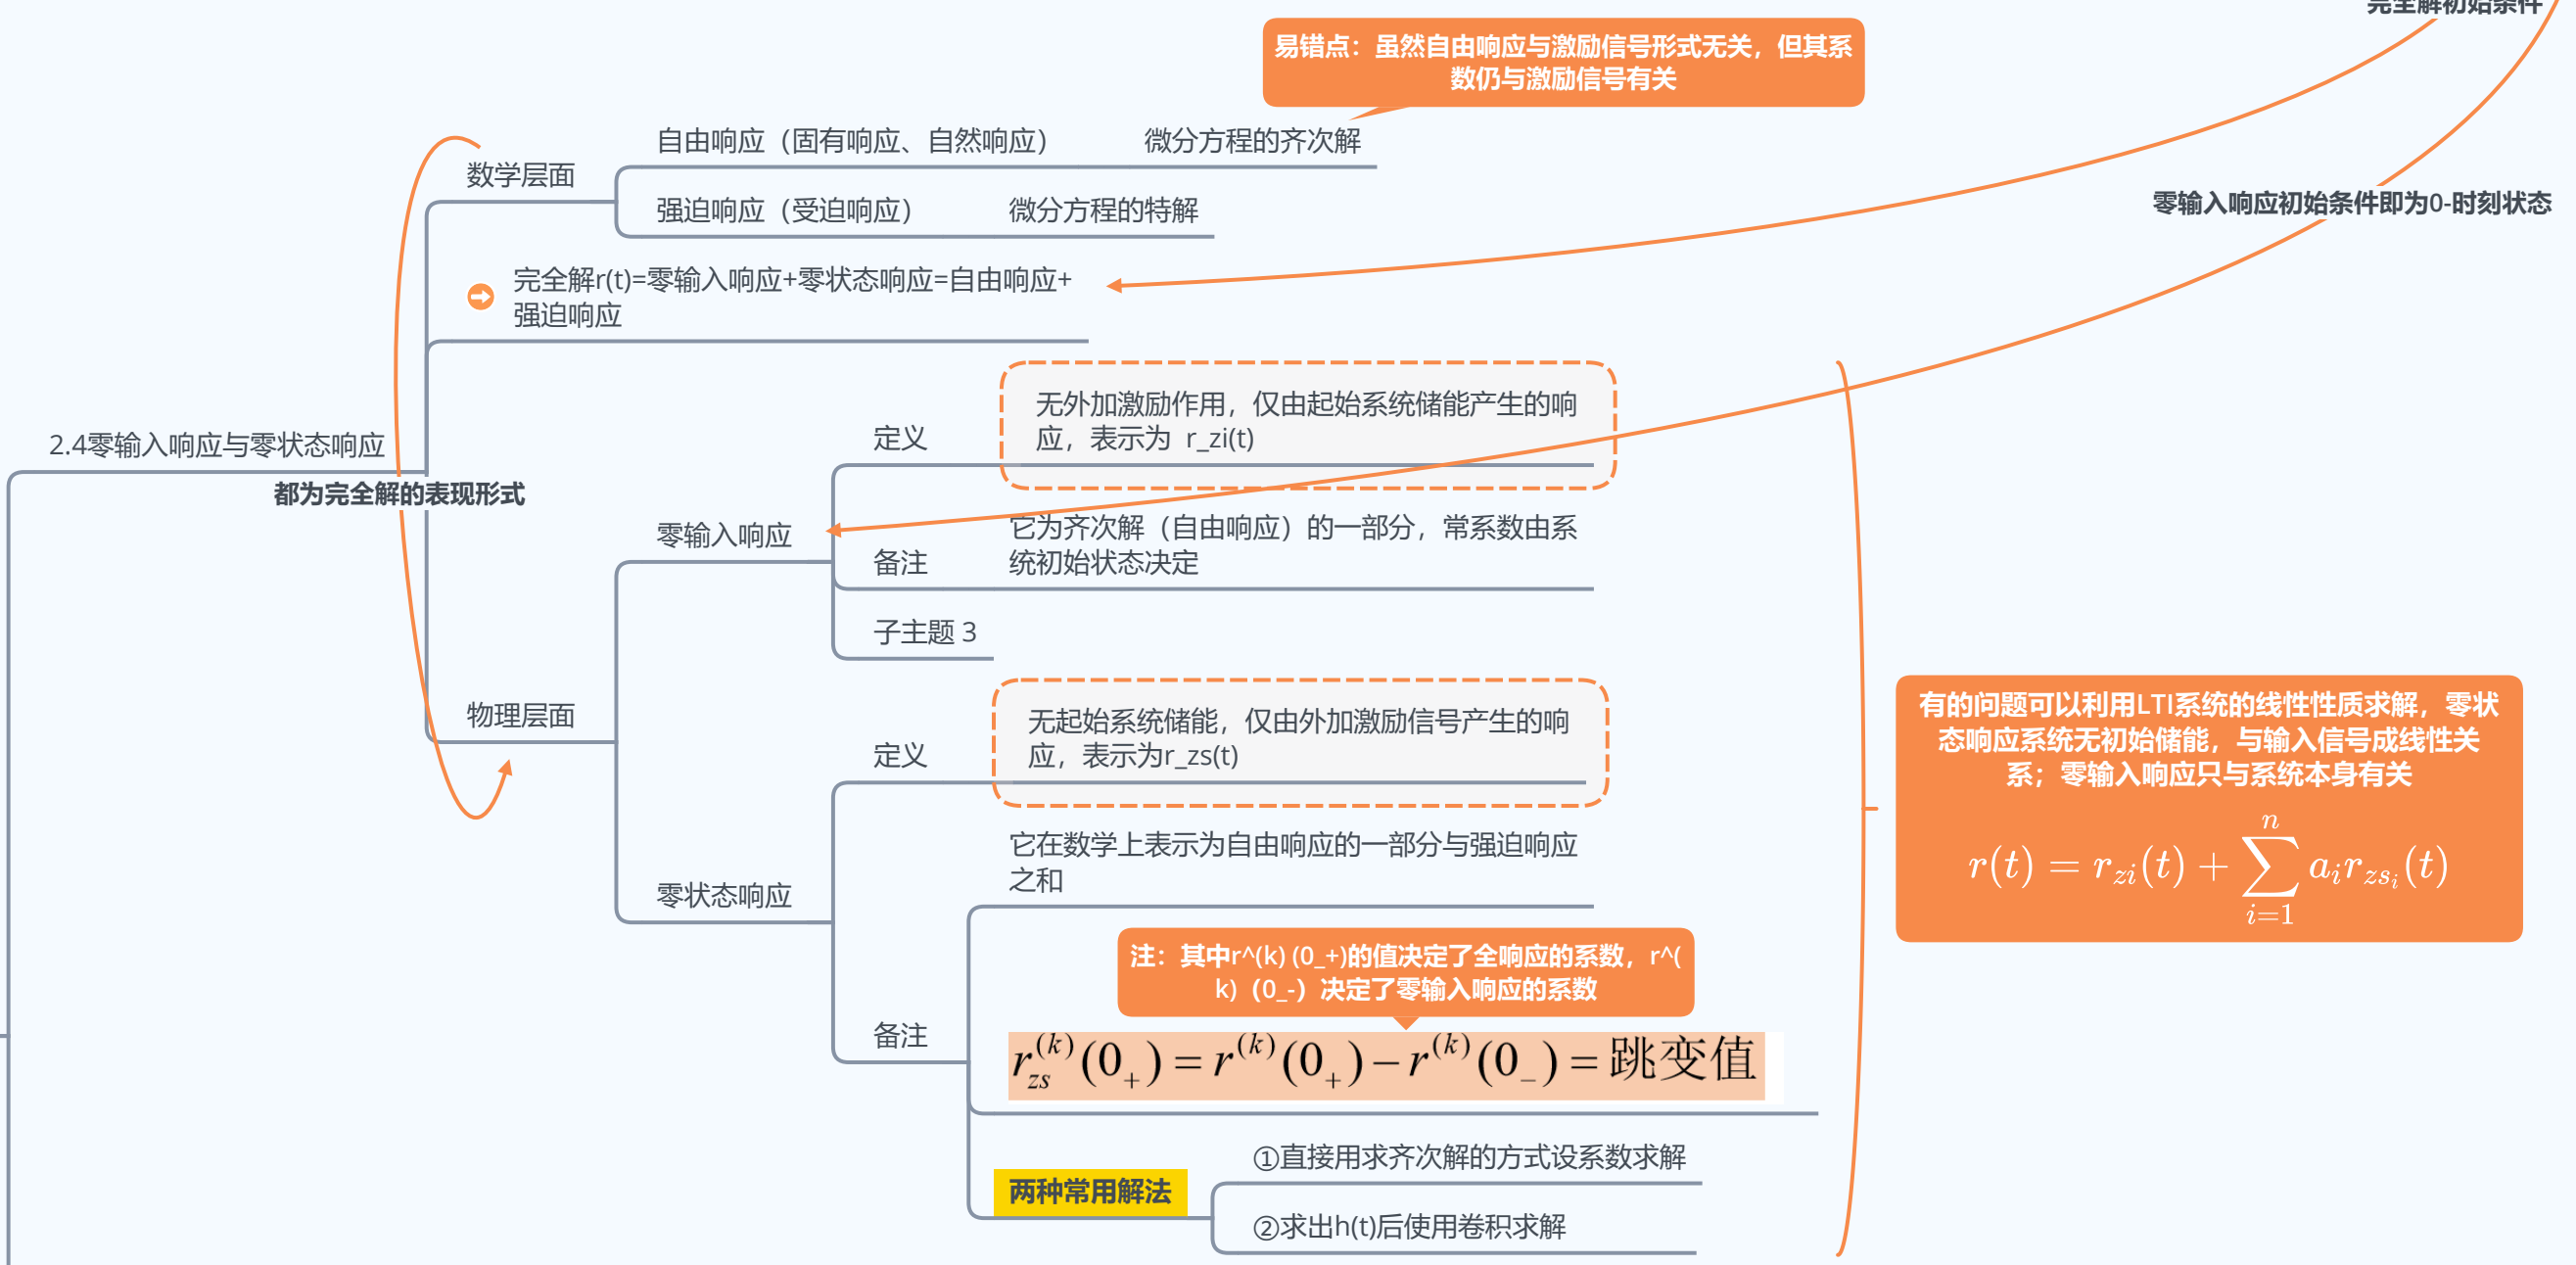 完全解初始条件
易错点：虽然自由响应与激励信号形式无关，但其系
数仍与激励信号有关
自由响应（固有响应、自然响应）
微分方程的齐次解
数学层面
强迫响应（受迫响应）
微分方程的特解
零输入响应初始条件即为0-时刻状态
完全解r(t)=零输入响应+零状态响应=自由响应+
强迫响应
2.4零输入响应与零状态响应
都为完全解的表现形式
定义
无外加激励作用，仅由起始系统储能产生的响
应，表示为 r_zi(t)
零输入响应
备注
它为齐次解（自由响应）的一部分，常系数由系
统初始状态决定
子主题 3
物理层面
定义
无起始系统储能，仅由外加激励信号产生的响
应，表示为r_zs(t)
零状态响应
它在数学上表示为自由响应的一部分与强迫响应
之和
备注
注：其中r^(k) (0_+)的值决定了全响应的系数，r^(
k)（0_-）决定了零输入响应的系数
r_{zs}^{(k)}(0_+) = r^{(k)}(0_+) − r^{(k)}(0_−) = 跳变值
两种常用解法
①直接用求齐次解的方式设系数求解
②求出h(t)后使用卷积求解
有的问题可以利用LTI系统的线性性质求解，零状
态响应系统无初始储能，与输入信号成线性关
系；零输入响应只与系统本身有关
r(t) = r_{zi}(t) + \sum_{i=1}^{n} a_i r_{zs_i}(t)